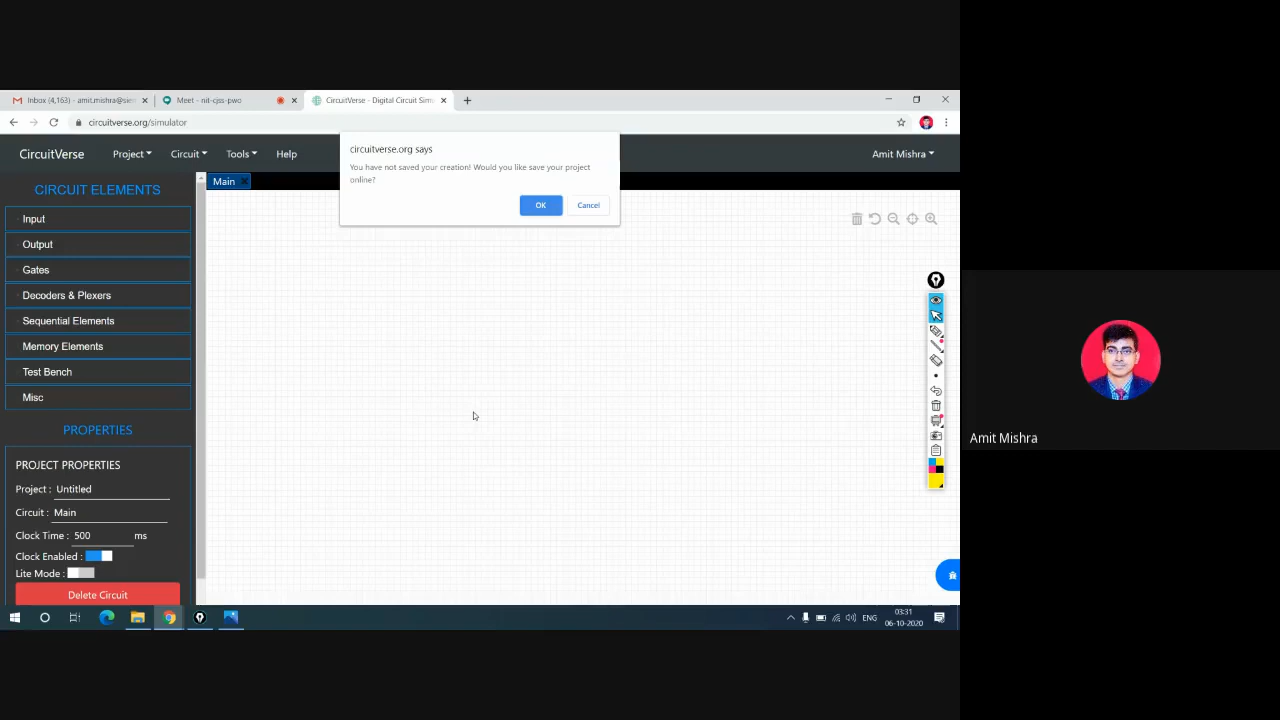 Inbox (4,163) - amit.mishra@sim
Meet - nit-cjss-pwo
CircuitVerse - Digital Circuit Sim
circuitverse.org/simulator
circuitverse.org says
You have not saved your creation! Would you like save your project
online?
OK
Cancel
CircuitVerse
Project
Circuit
Tools
Help
Amit Mishra
Main
CIRCUIT ELEMENTS
Input
Output
Gates
Decoders & Plexers
Sequential Elements
Memory Elements
Test Bench
Misc
PROPERTIES
PROJECT PROPERTIES
Project : Untitled
Circuit : Main
Clock Time : 500 ms
Clock Enabled :
Lite Mode :
Delete Circuit
Amit Mishra
ENG
03:31
06-10-2020